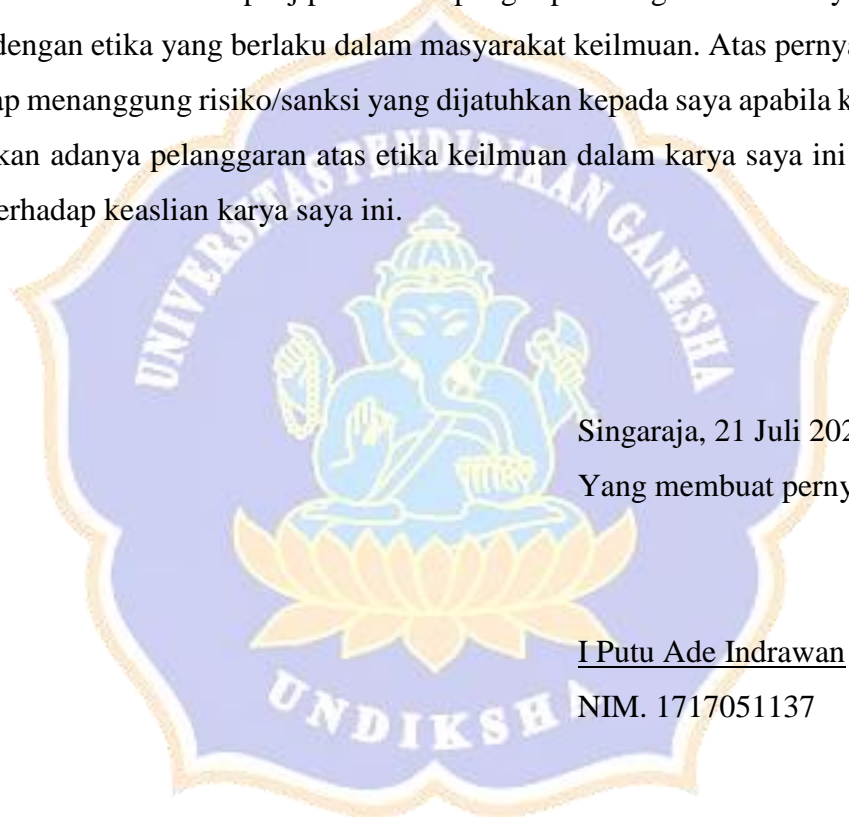 dengan etika yang berlaku dalam masyarakat keilmuan. Atas pernya
ap menanggung risiko/sanksi yang dijatuhkan kepada saya apabila k
kan adanya pelanggaran atas etika keilmuan dalam karya saya ini
erhadap keaslian karya saya ini.
UNIVERSITAS PENDIDIKAN GANESHA
Singaraja, 21 Juli 202
Yang membuat perny
I Putu Ade Indrawan
NIM. 1717051137
UNDIKSHA